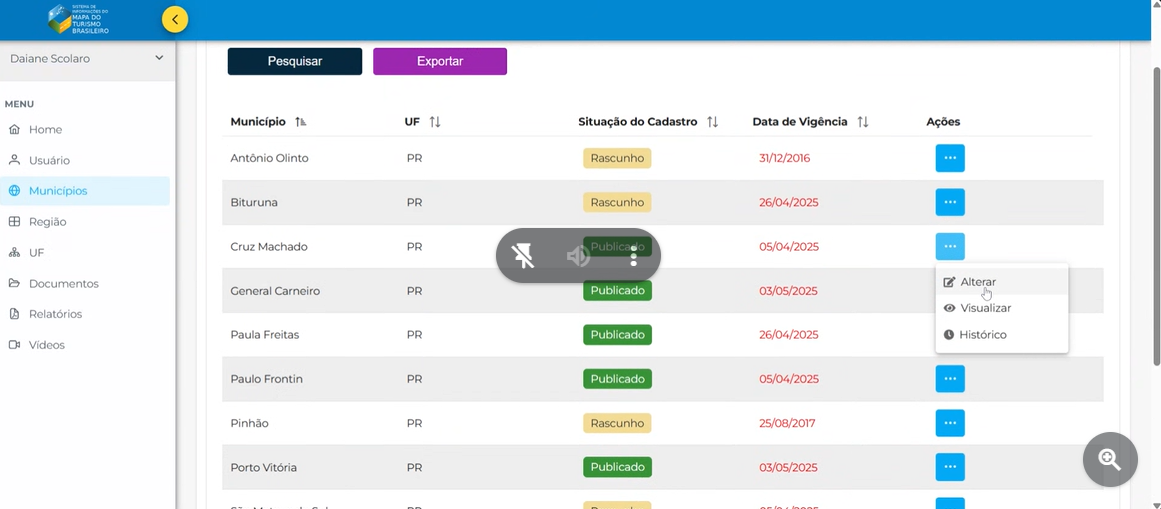 SISTEMA DE
INFORMAÇÕES DO
MAPA DO
TURISMO
BRASILEIRO
Daiane Scolaro
MENU
Home
Usuário
Municípios
Região
UF
Documentos
Relatórios
Vídeos
Pesquisar Exportar
Município UF Situação do Cadastro Data de Vigência Ações
Antônio Olinto PR Rascunho 31/12/2016
Bituruna PR Rascunho 26/04/2025
Cruz Machado PR Publicado 05/04/2025
General Carneiro PR Publicado 03/05/2025
Paula Freitas PR Publicado 26/04/2025
Paulo Frontin PR Publicado 05/04/2025
Pinhão PR Rascunho 25/08/2017
Porto Vitória PR Publicado 03/05/2025
Alterar
Visualizar
Histórico